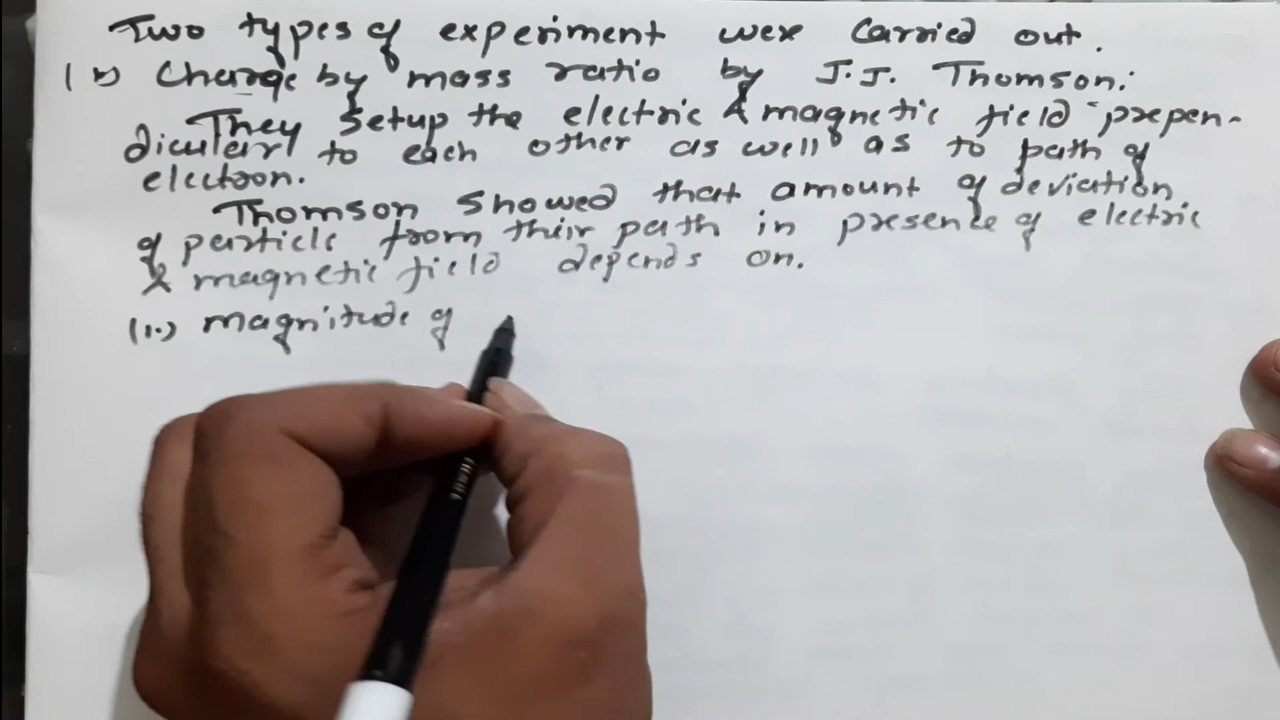 Two types of experiment were carried out.
1) Charge by mass ratio by J.J. Thomson:
They setup the electric & magnetic field prepen-
dicular to each other as well as to path of
electron.
Thomson showed that amount of deviation
of particle from their path in presence of electric
& magnetic field depends on.
(1.) magnitude of